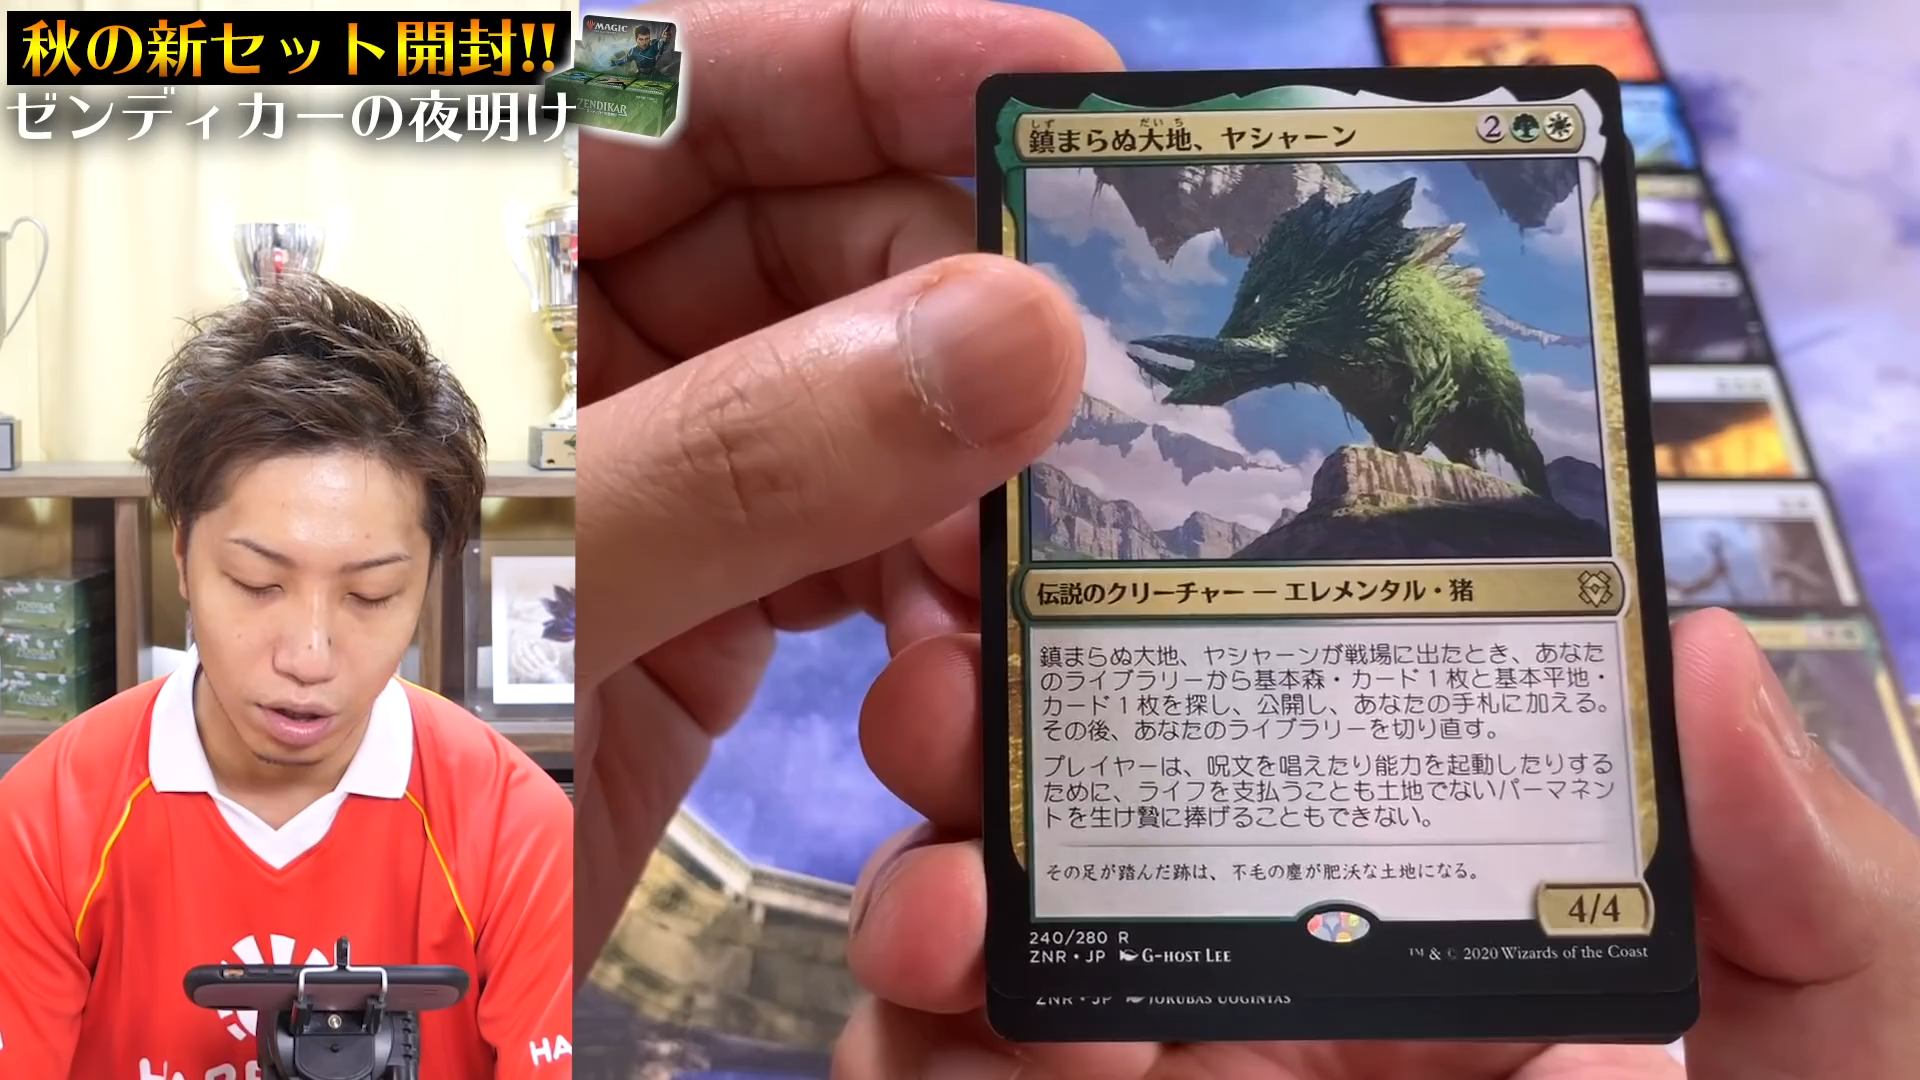 秋の新セット開封!!
ゼンディカーの夜明け
MAGIC
ZENDIKAR
鎮まらぬ大地、ヤシャーン
しず
だいち
2
伝説のクリーチャー — エレメンタル・猪
鎮まらぬ大地、ヤシャーンが戦場に出たとき、あなた
のライブラリーから基本森・カード1枚と基本平地・
カード1枚を探し、公開し、あなたの手札に加える。
その後、あなたのライブラリーを切り直す。
プレイヤーは、呪文を唱えたり能力を起動したりする
ために、ライフを支払うことも土地でないパーマネン
トを生け贄に捧げることもできない。
その足が踏んだ跡は、不毛の塵が肥沃な土地になる。
4/4
240/280 R
ZNR • JP G-HOST LEE
™ & © 2020 Wizards of the Coast
ZNR • JP JOKUBAS UOGINTAS
ZENDIKAR
ZENDIKAR
ZENDIKAR
HA